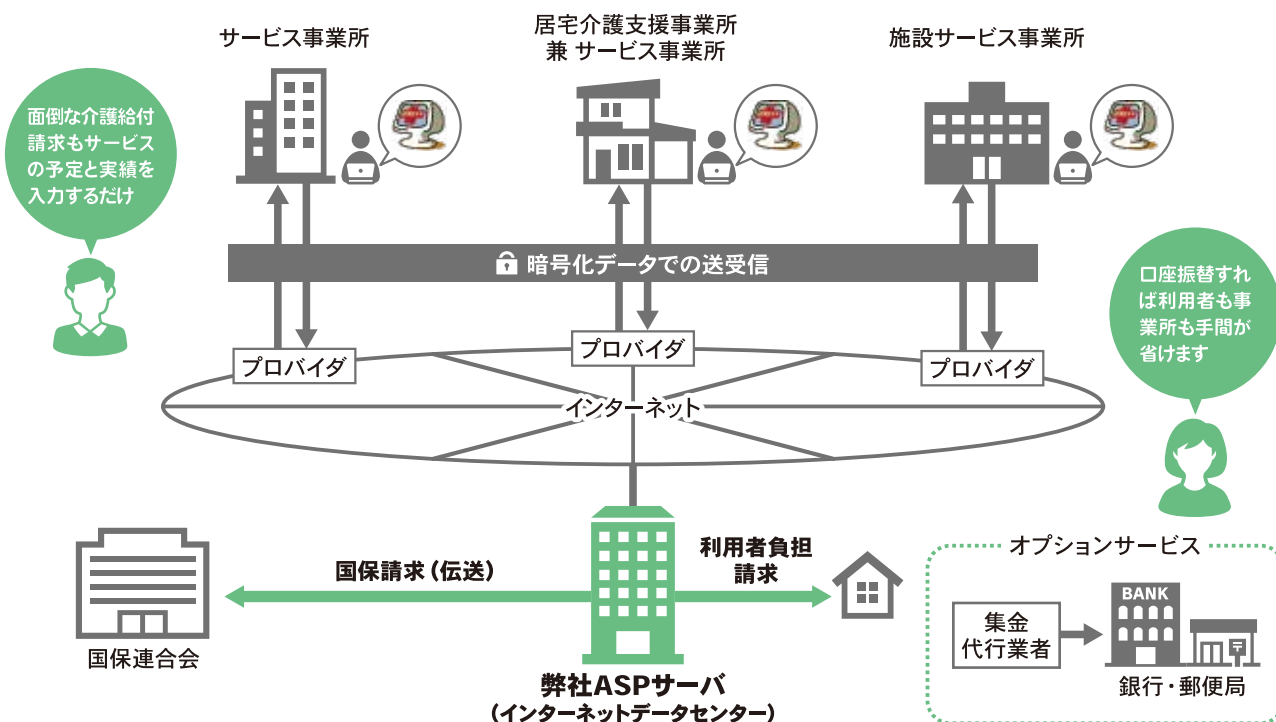 サービス事業所
居宅介護支援事業所
兼 サービス事業所
施設サービス事業所
面倒な介護給付
請求もサービス
の予定と実績を
入力するだけ
暗号化データでの送受信
口座振替すれ
ば利用者も事
業所も手間が
省けます
プロバイダ
プロバイダ
プロバイダ
インターネット
国保請求（伝送）
利用者負担
請求
国保連合会
弊社ASPサーバ
（インターネットデータセンター）
オプションサービス
集金
代行業者
BANK
〒
銀行・郵便局